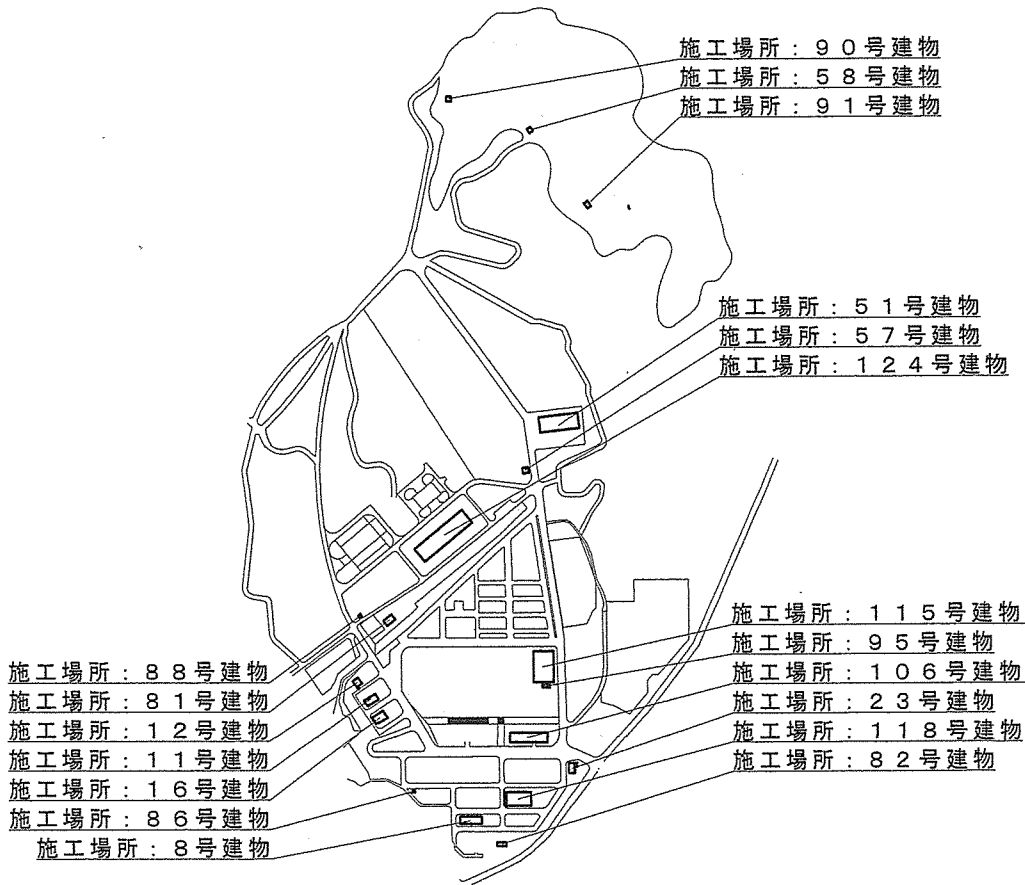 施工場所：９０号建物
施工場所：５８号建物
施工場所：９１号建物
施工場所：５１号建物
施工場所：５７号建物
施工場所：１２４号建物
施工場所：１１５号建物
施工場所：９５号建物
施工場所：１０６号建物
施工場所：２３号建物
施工場所：１１８号建物
施工場所：８２号建物
施工場所：８８号建物
施工場所：８１号建物
施工場所：１２号建物
施工場所：１１号建物
施工場所：１６号建物
施工場所：８６号建物
施工場所：８号建物